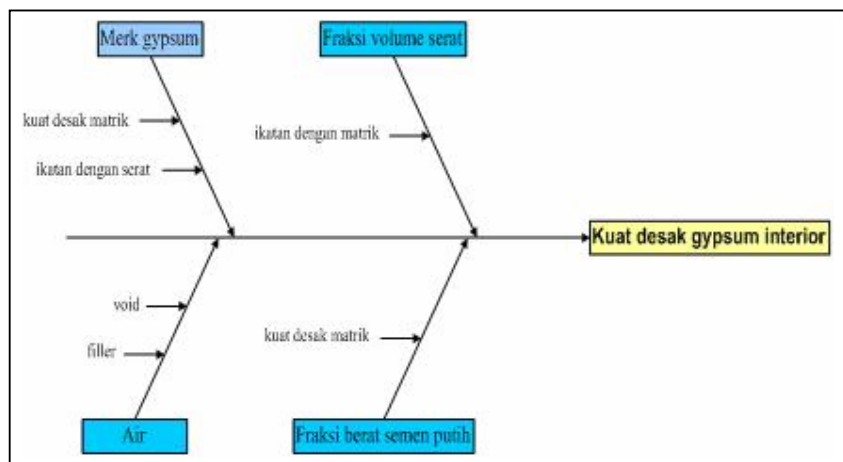 Merk gypsum
Fraksi volume serat
kuat desak matrik
ikatan dengan matrik
ikatan dengan serat
Kuat desak gypsum interior
void
kuat desak matrik
filler
Air
Fraksi berat semen putih